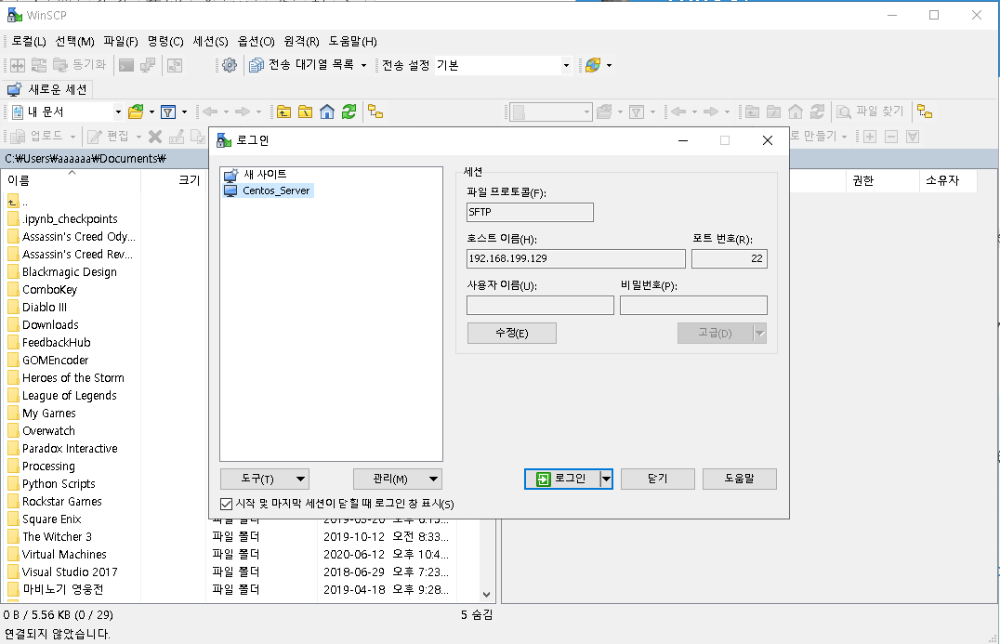 WinSCP
로컬(L) 선택(M) 파일(F) 명령(C) 세션(S) 옵션(O) 원격(R) 도움말(H)
동기화 전송 대기열 목록 전송 설정 기본
새로운 세션
내 문서 파일 찾기
업로드 편집 로 만들기
C:₩Users₩aaaaaa₩Documents₩
이름 크기 권한 소유자
..
.ipynb_checkpoints
Assassin's Creed Ody...
Assassin's Creed Rev...
Blackmagic Design
ComboKey
Diablo III
Downloads
FeedbackHub
GOMEncoder
Heroes of the Storm
League of Legends
My Games
Overwatch
Paradox Interactive
Processing
Python Scripts
Rockstar Games
Square Enix
The Witcher 3 파일 폴더 2019-10-12 오전 8:33...
Virtual Machines 파일 폴더 2020-06-12 오후 10:4...
Visual Studio 2017 파일 폴더 2018-06-29 오후 7:23...
마비노기 영웅전 파일 폴더 2019-04-18 오후 9:28...
0 B / 5.56 KB (0 / 29) 5 숨김
연결되지 않았습니다.
로그인
새 사이트
Centos_Server
세션
파일 프로토콜(F):
SFTP
호스트 이름(H): 포트 번호(R):
192.168.199.129 22
사용자 이름(U): 비밀번호(P):
수정(E) 고급(D)
도구(T) 관리(M) 로그인 닫기 도움말
시작 및 마지막 세션이 닫힐 때 로그인 창 표시(S)